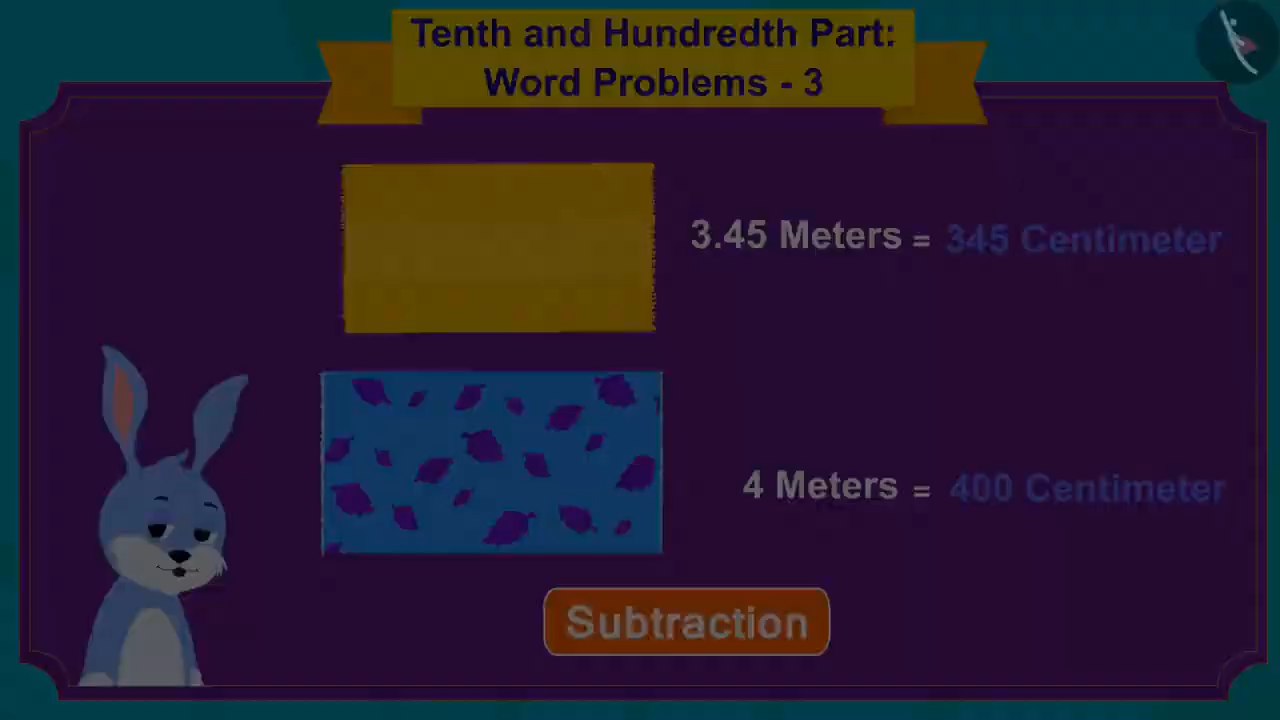 Tenth and Hundredth Part:
Word Problems - 3
3.45 Meters = 345 Centimeter
4 Meters = 400 Centimeter
Subtraction